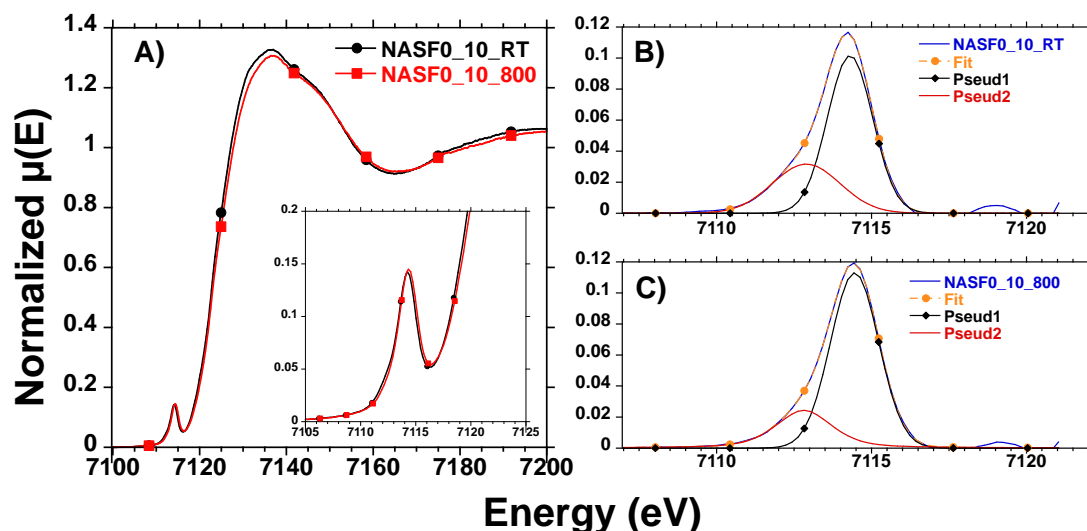 A)
NASF0_10_RT
NASF0_10_800
Normalized µ(E)
1.4
1.2
1
0.8
0.6
0.4
0.2
0
7100 7120 7140 7160 7180 7200
0.2
0.15
0.1
0.05
0
7105 7110 7115 7120 7125
B)
NASF0_10_RT
Fit
Pseud1
Pseud2
0.12
0.1
0.08
0.06
0.04
0.02
0
7110 7115 7120
C)
NASF0_10_800
Fit
Pseud1
Pseud2
0.12
0.1
0.08
0.06
0.04
0.02
0
7110 7115 7120
Energy (eV)